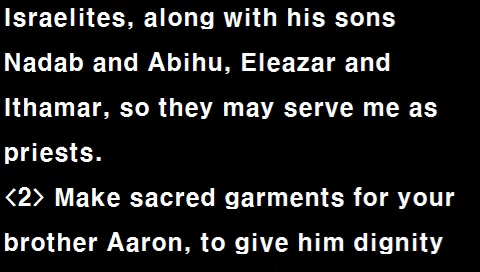 Israelites, along with his sons
Nadab and Abihu, Eleazar and
Ithamar, so they may serve me as
priests.
<2> Make sacred garments for your
brother Aaron, to give him dignity